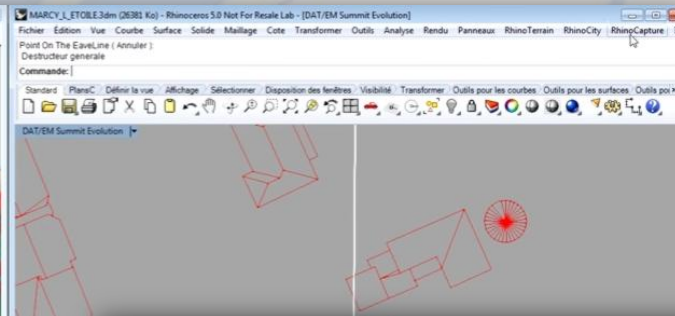 MARCY_L_ETOILE.3dm (26381 Ko) - Rhinoceros 5.0 Not For Resale Lab - [DAT/EM Summit Evolution]
Fichier Edition Vue Courbe Surface Solide Maillage Cote Transformer Outils Analyse Rendu Panneaux RhinoTerrain RhinoCity RhinoCapture
Point On The EaveLine ( Annuler ):
Destructeur generale
Commande:
Standard PlansC Définir la vue Affichage Sélectionner Disposition des fenêtres Visibilité Transformer Outils pour les courbes Outils pour les surfaces Outils poi
DAT/EM Summit Evolution